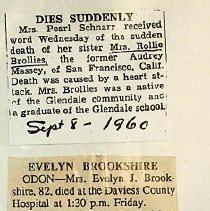 DIES SUDDENLY
Mrs. Pearl Schnarr received
word Wednesday of the sudden
death of her sister Mrs. Rollie
Brollies, the former Audrey
Massey, of San Francisco, Calif.
Death was caused by a heart at-
tack. Mrs. Brollies was a native
of the Glendale community and
a graduate of the Glendale school.
Sept 8 - 1960
EVELYN BROOKSHIRE
ODON—Mrs. Evelyn J. Brook-
shire, 82, died at the Daviess County
Hospital at 1:30 p.m. Friday.